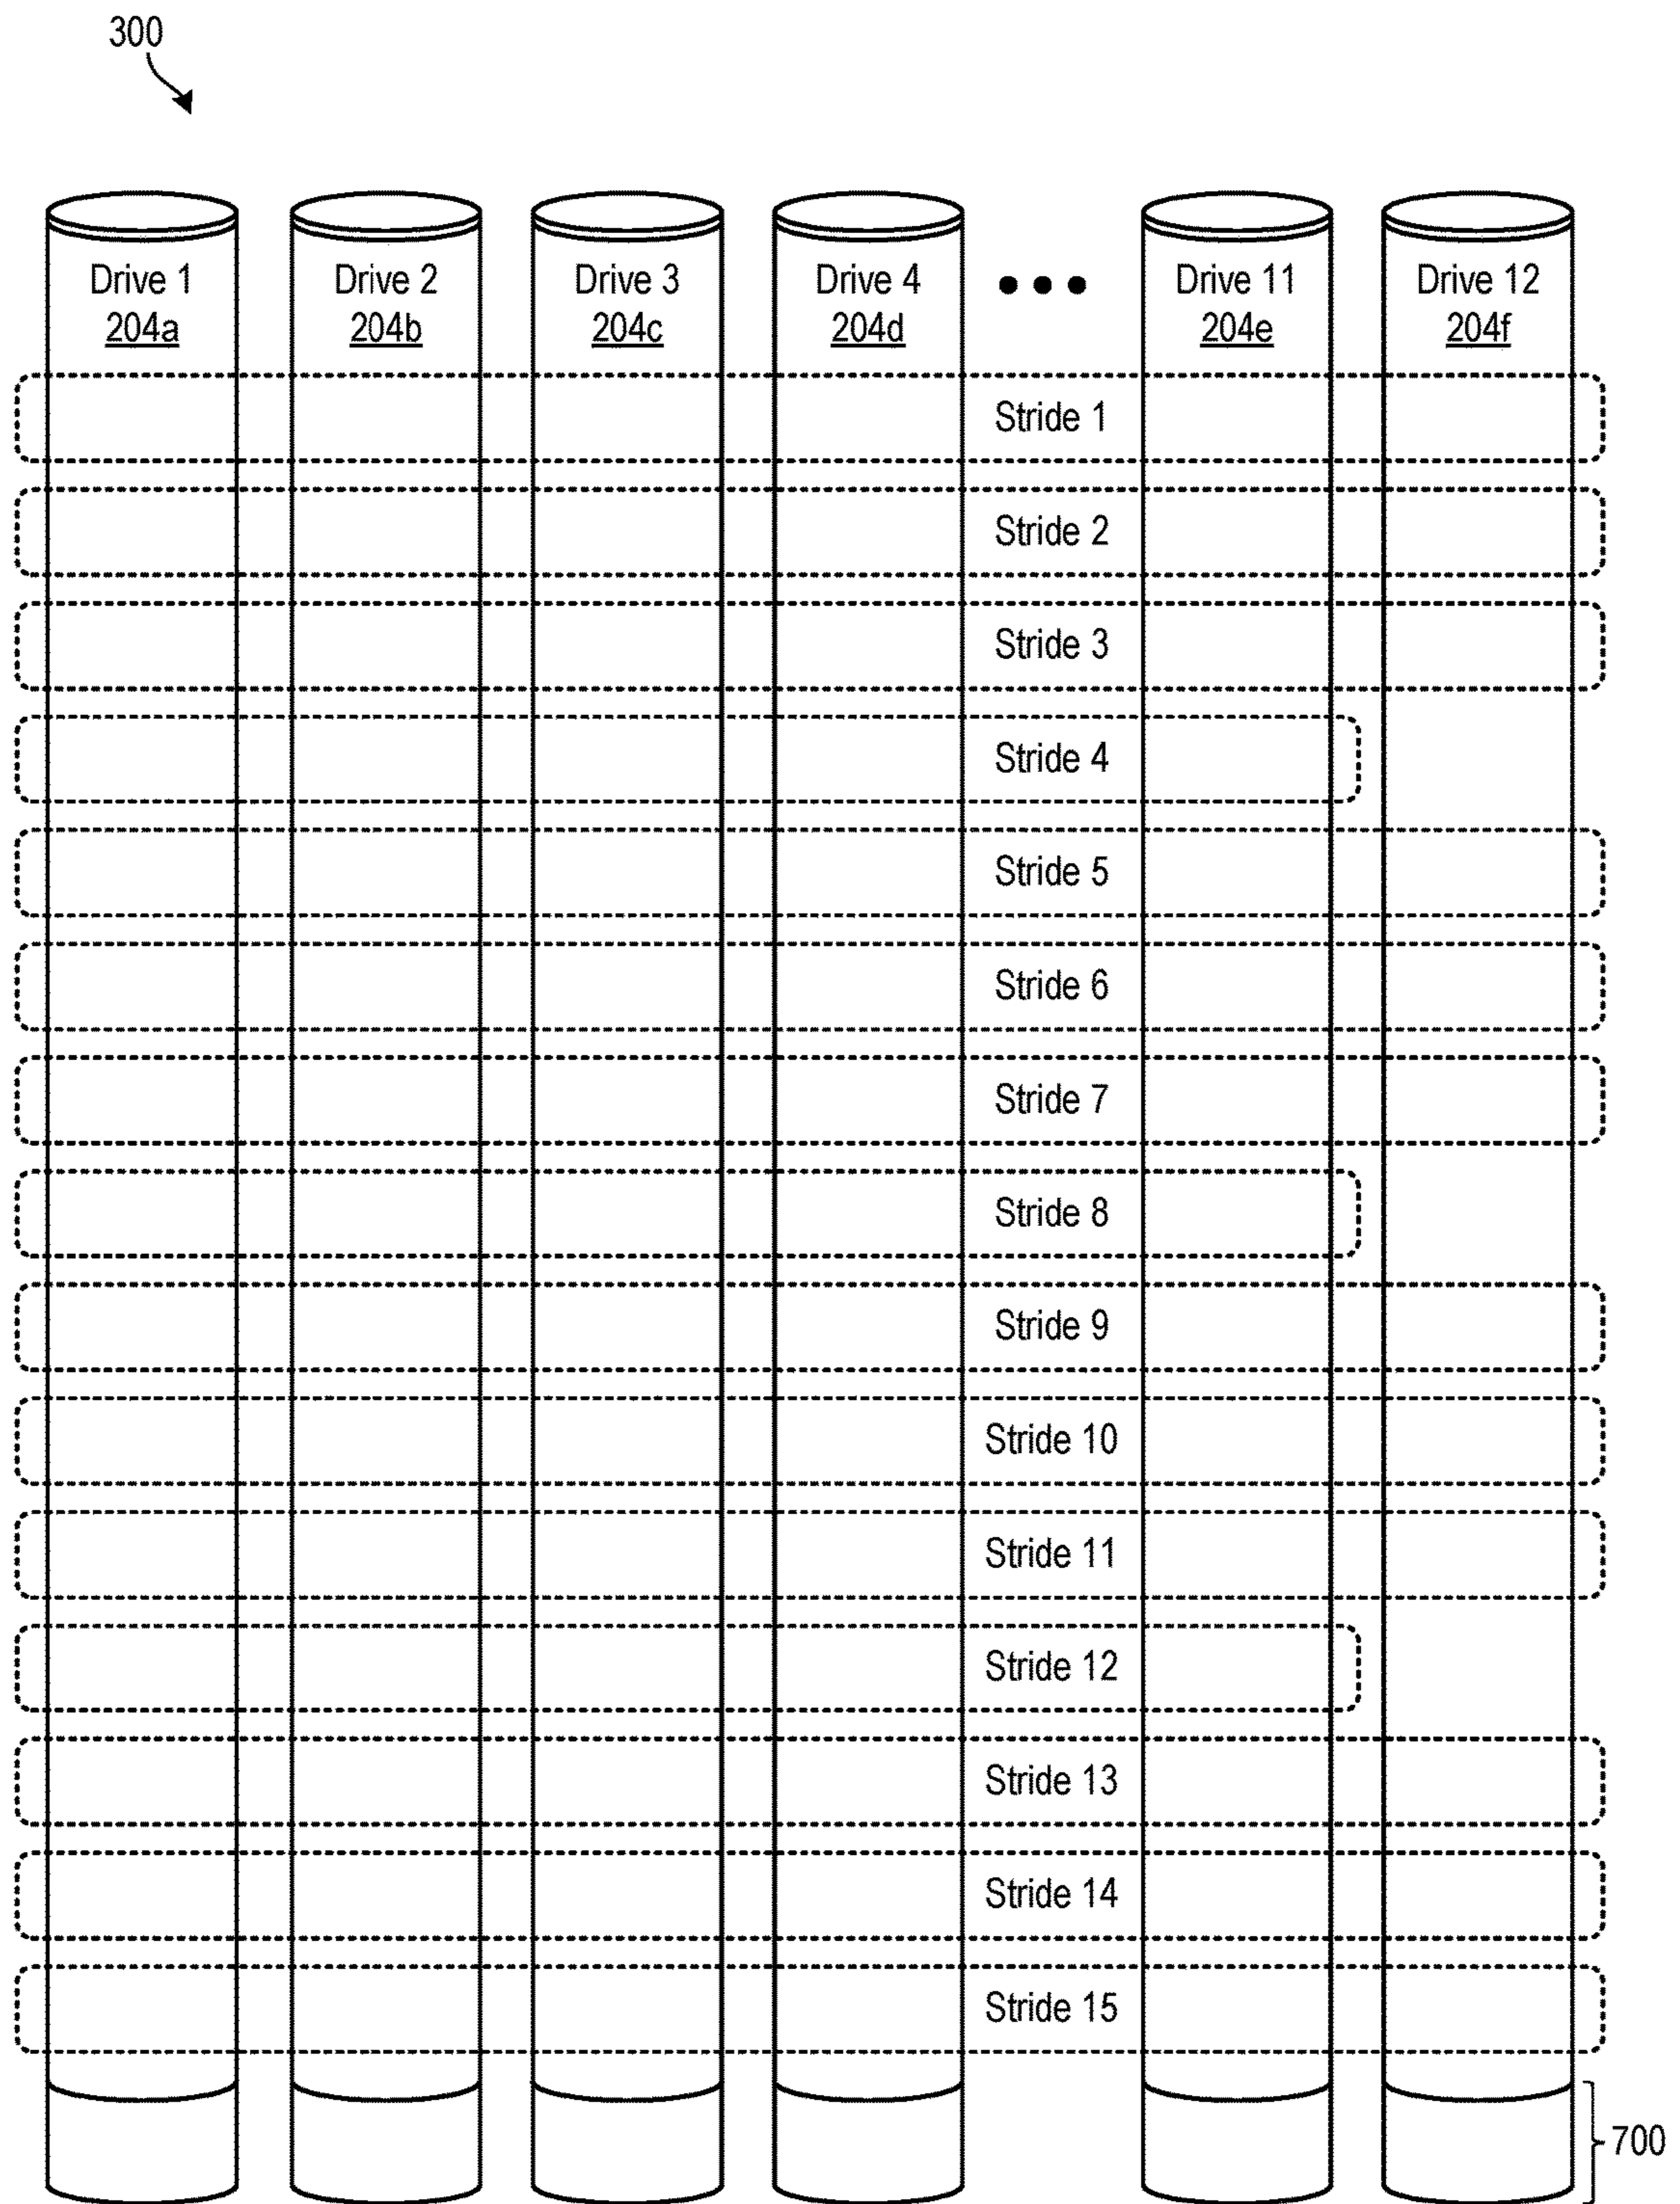 300
Drive 1
204a
Drive 2
204b
Drive 3
204c
Drive 4
204d
Drive 11
204e
Drive 12
204f
Stride 1
Stride 2
Stride 3
Stride 4
Stride 5
Stride 6
Stride 7
Stride 8
Stride 9
Stride 10
Stride 11
Stride 12
Stride 13
Stride 14
Stride 15
700